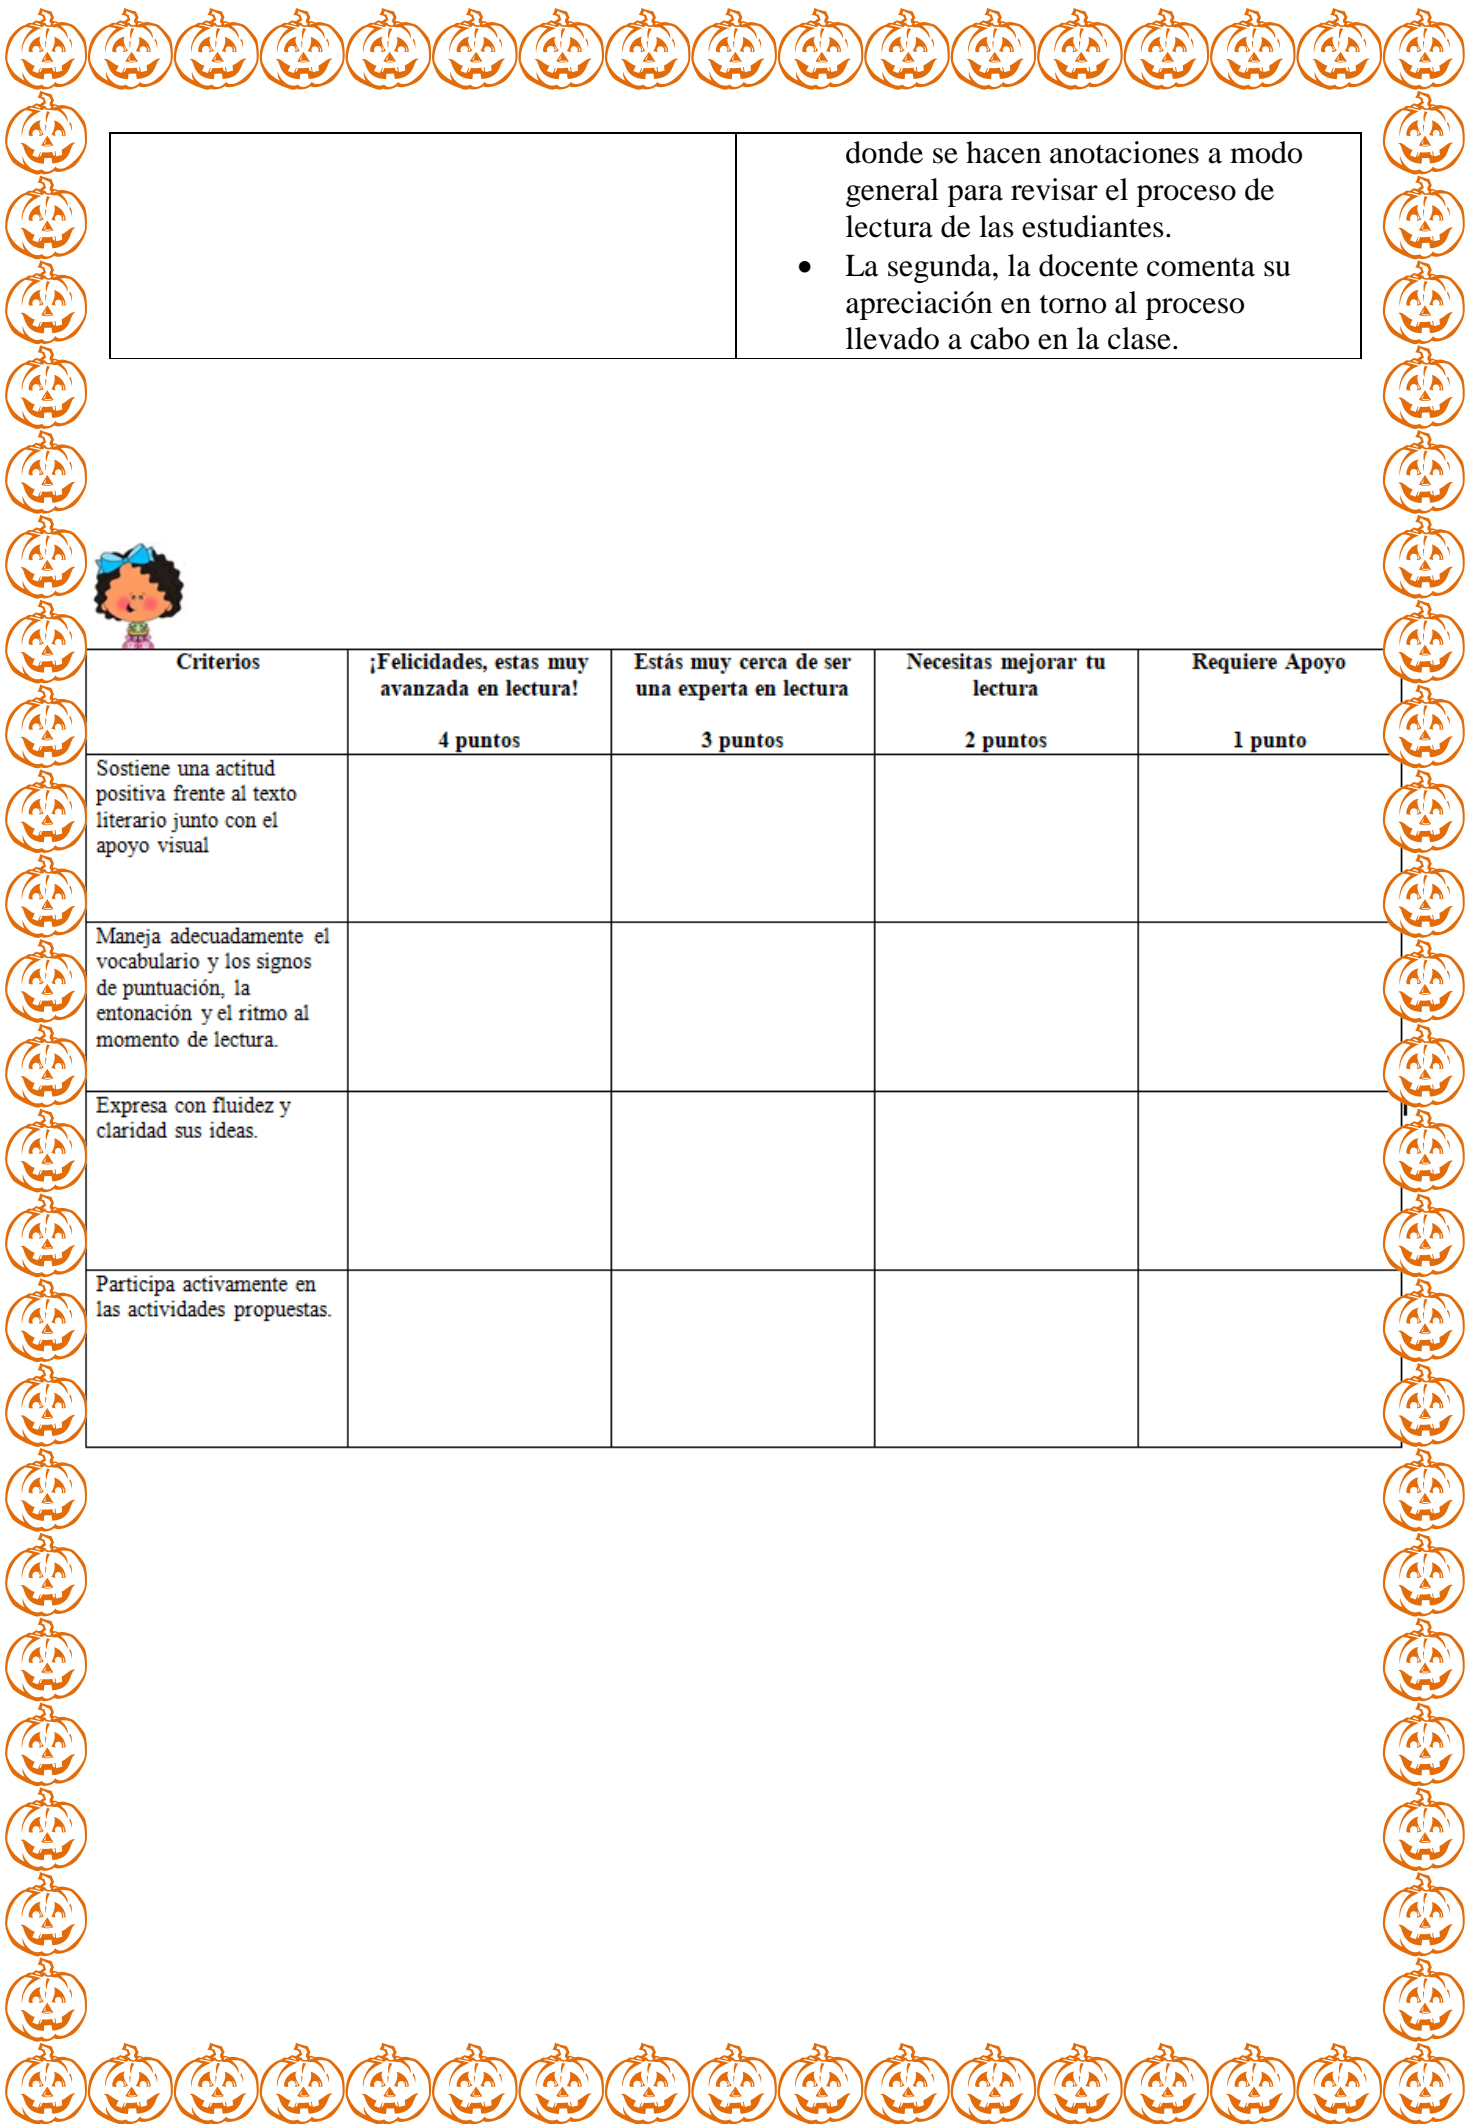 donde se hacen anotaciones a modo
general para revisar el proceso de
lectura de las estudiantes.
• La segunda, la docente comenta su
apreciación en torno al proceso
llevado a cabo en la clase.
Criterios
¡Felicidades, estas muy
avanzada en lectura!
4 puntos
Estás muy cerca de ser
una experta en lectura
3 puntos
Necesitas mejorar tu
lectura
2 puntos
Requiere Apoyo
1 punto
Sostiene una actitud
positiva frente al texto
literario junto con el
apoyo visual
Maneja adecuadamente el
vocabulario y los signos
de puntuación, la
entonación y el ritmo al
momento de lectura.
Expresa con fluidez y
claridad sus ideas.
Participa activamente en
las actividades propuestas.